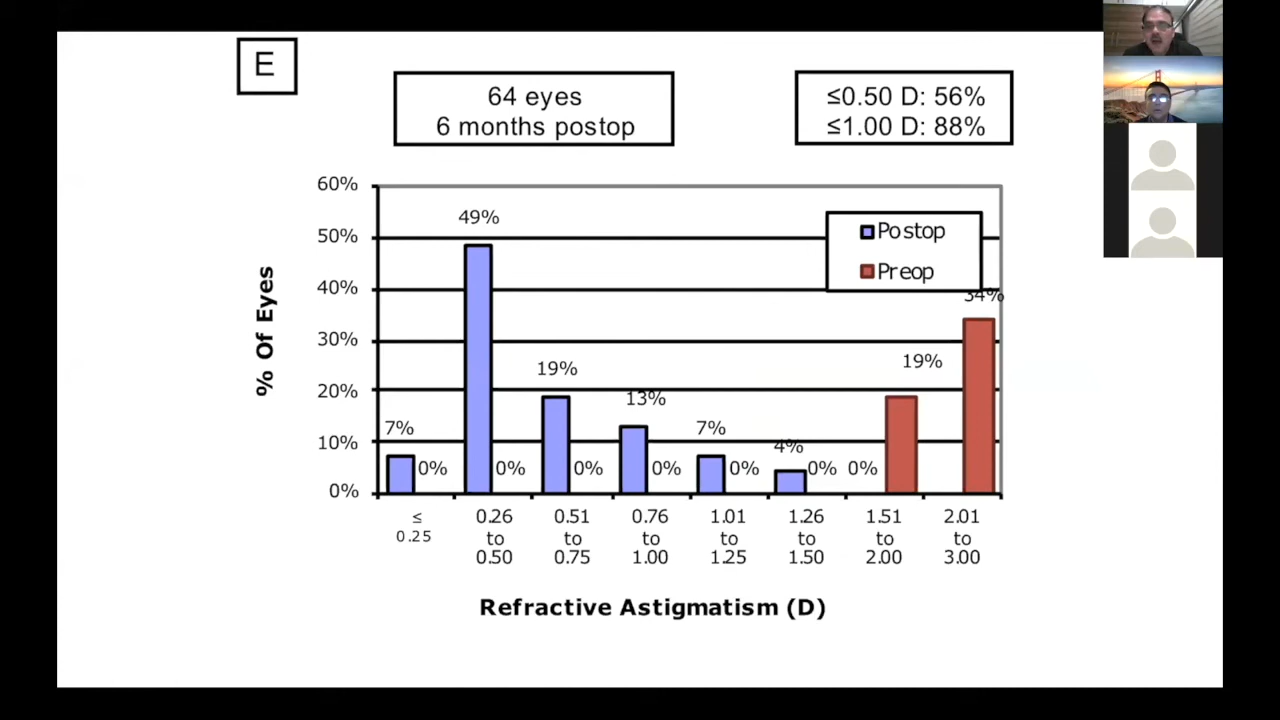 E
64 eyes
6 months postop
≤0.50 D: 56%
≤1.00 D: 88%
60%
50%
40%
30%
20%
10%
0%
% Of Eyes
Postop
Preop
7%
0%
49%
0%
19%
0%
13%
0%
7%
0%
4%
0%
0%
19%
34%
≤
0.25
0.26
to
0.50
0.51
to
0.75
0.76
to
1.00
1.01
to
1.25
1.26
to
1.50
1.51
to
2.00
2.01
to
3.00
Refractive Astigmatism (D)